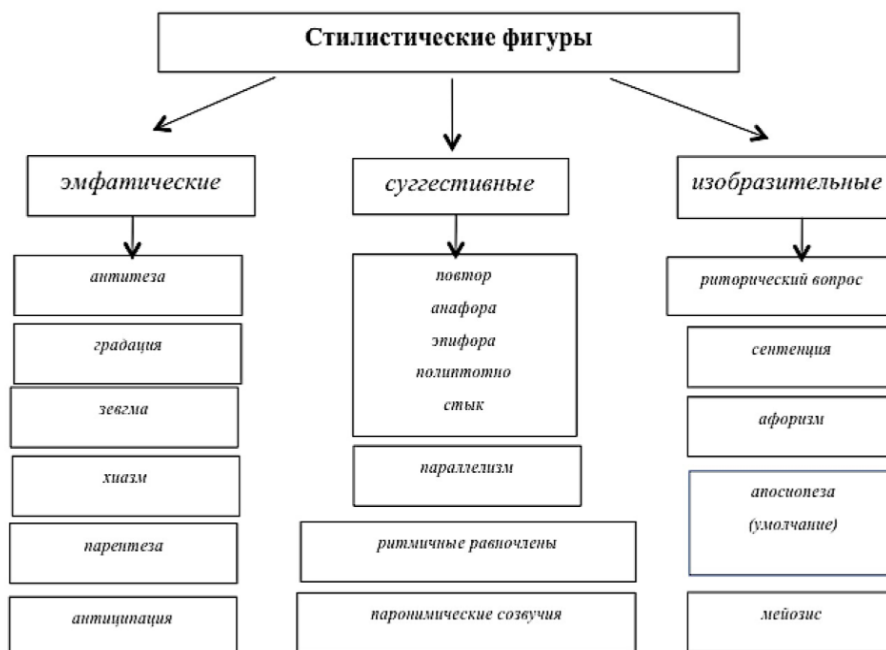 Стилистические фигуры
эмфатические
суггестивные
изобразительные
антитеза
градация
зевгма
хиазм
парентеза
антиципация
повтор
анафора
эпифора
полиптотно
стык
параллелизм
ритмичные равночлены
паронимические созвучия
риторический вопрос
сентенция
афоризм
апосиопеза
(умолчание)
мейозис